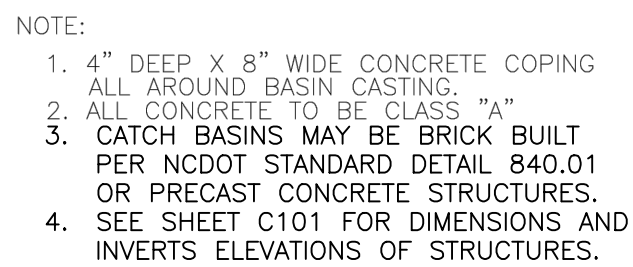 NOTE:
1. 4" DEEP X 8" WIDE CONCRETE COPING
ALL AROUND BASIN CASTING.
2. ALL CONCRETE TO BE CLASS "A"
3. CATCH BASINS MAY BE BRICK BUILT
PER NCDOT STANDARD DETAIL 840.01
OR PRECAST CONCRETE STRUCTURES.
4. SEE SHEET C101 FOR DIMENSIONS AND
INVERTS ELEVATIONS OF STRUCTURES.